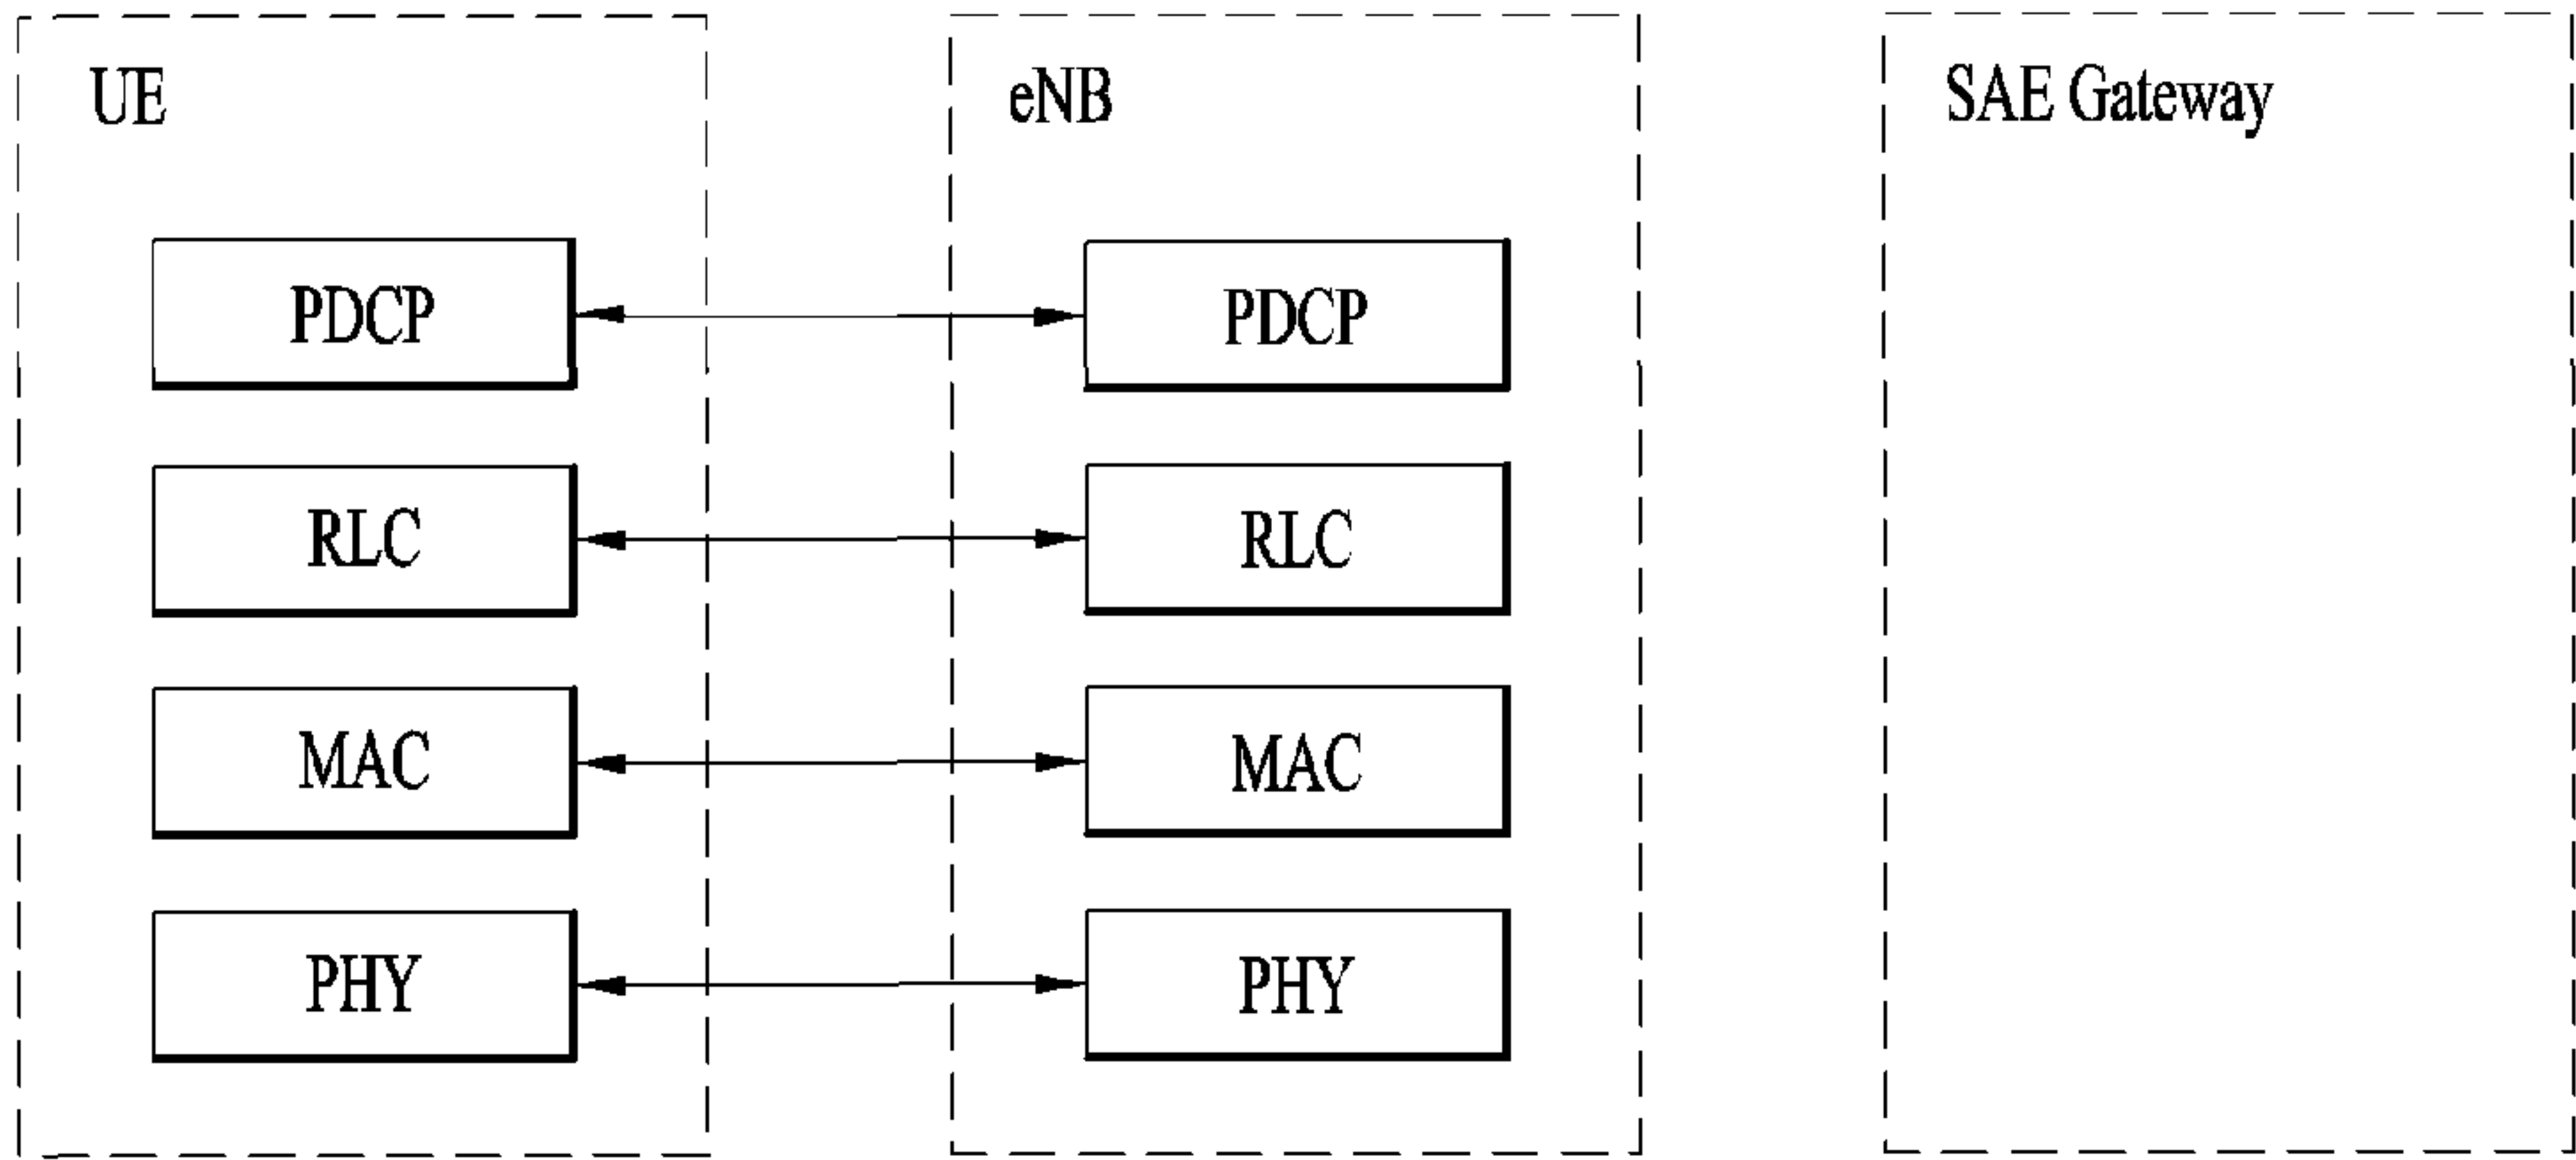 UE
eNB
SAE Gateway
PDCP
PDCP
RLC
RLC
MAC
MAC
PHY
PHY